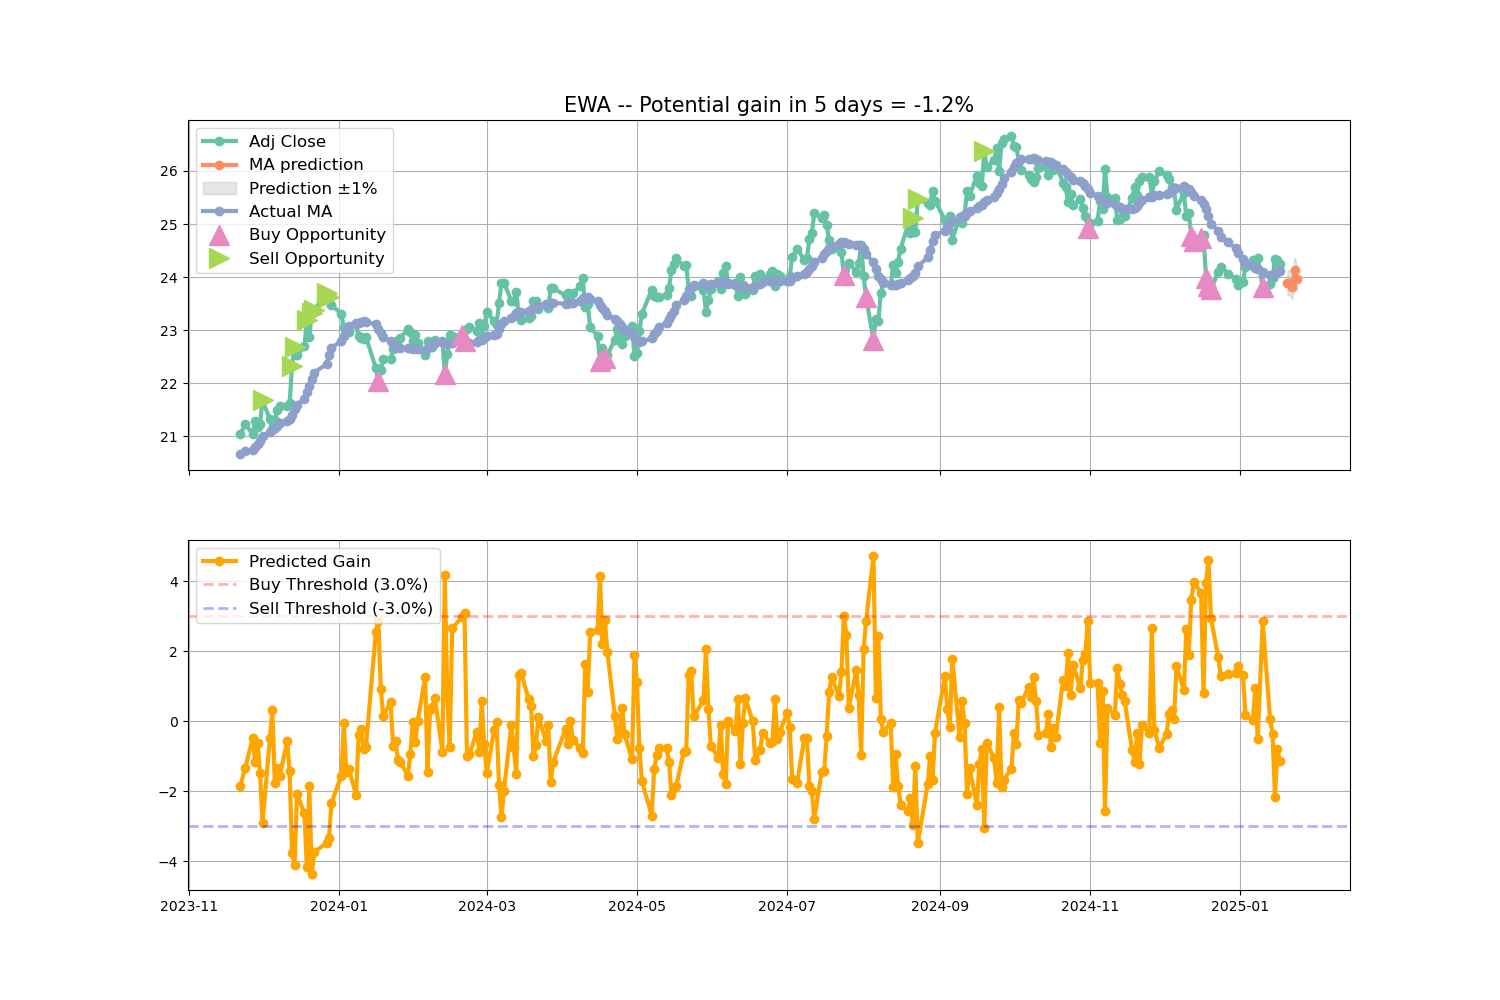 EWA -- Potential gain in 5 days = -1.2%
Adj Close
MA prediction
Prediction ±1%
Actual MA
Buy Opportunity
Sell Opportunity
26
25
24
23
22
21
Predicted Gain
Buy Threshold (3.0%)
Sell Threshold (-3.0%)
4
2
0
−2
−4
2023-11 2024-01 2024-03 2024-05 2024-07 2024-09 2024-11 2025-01